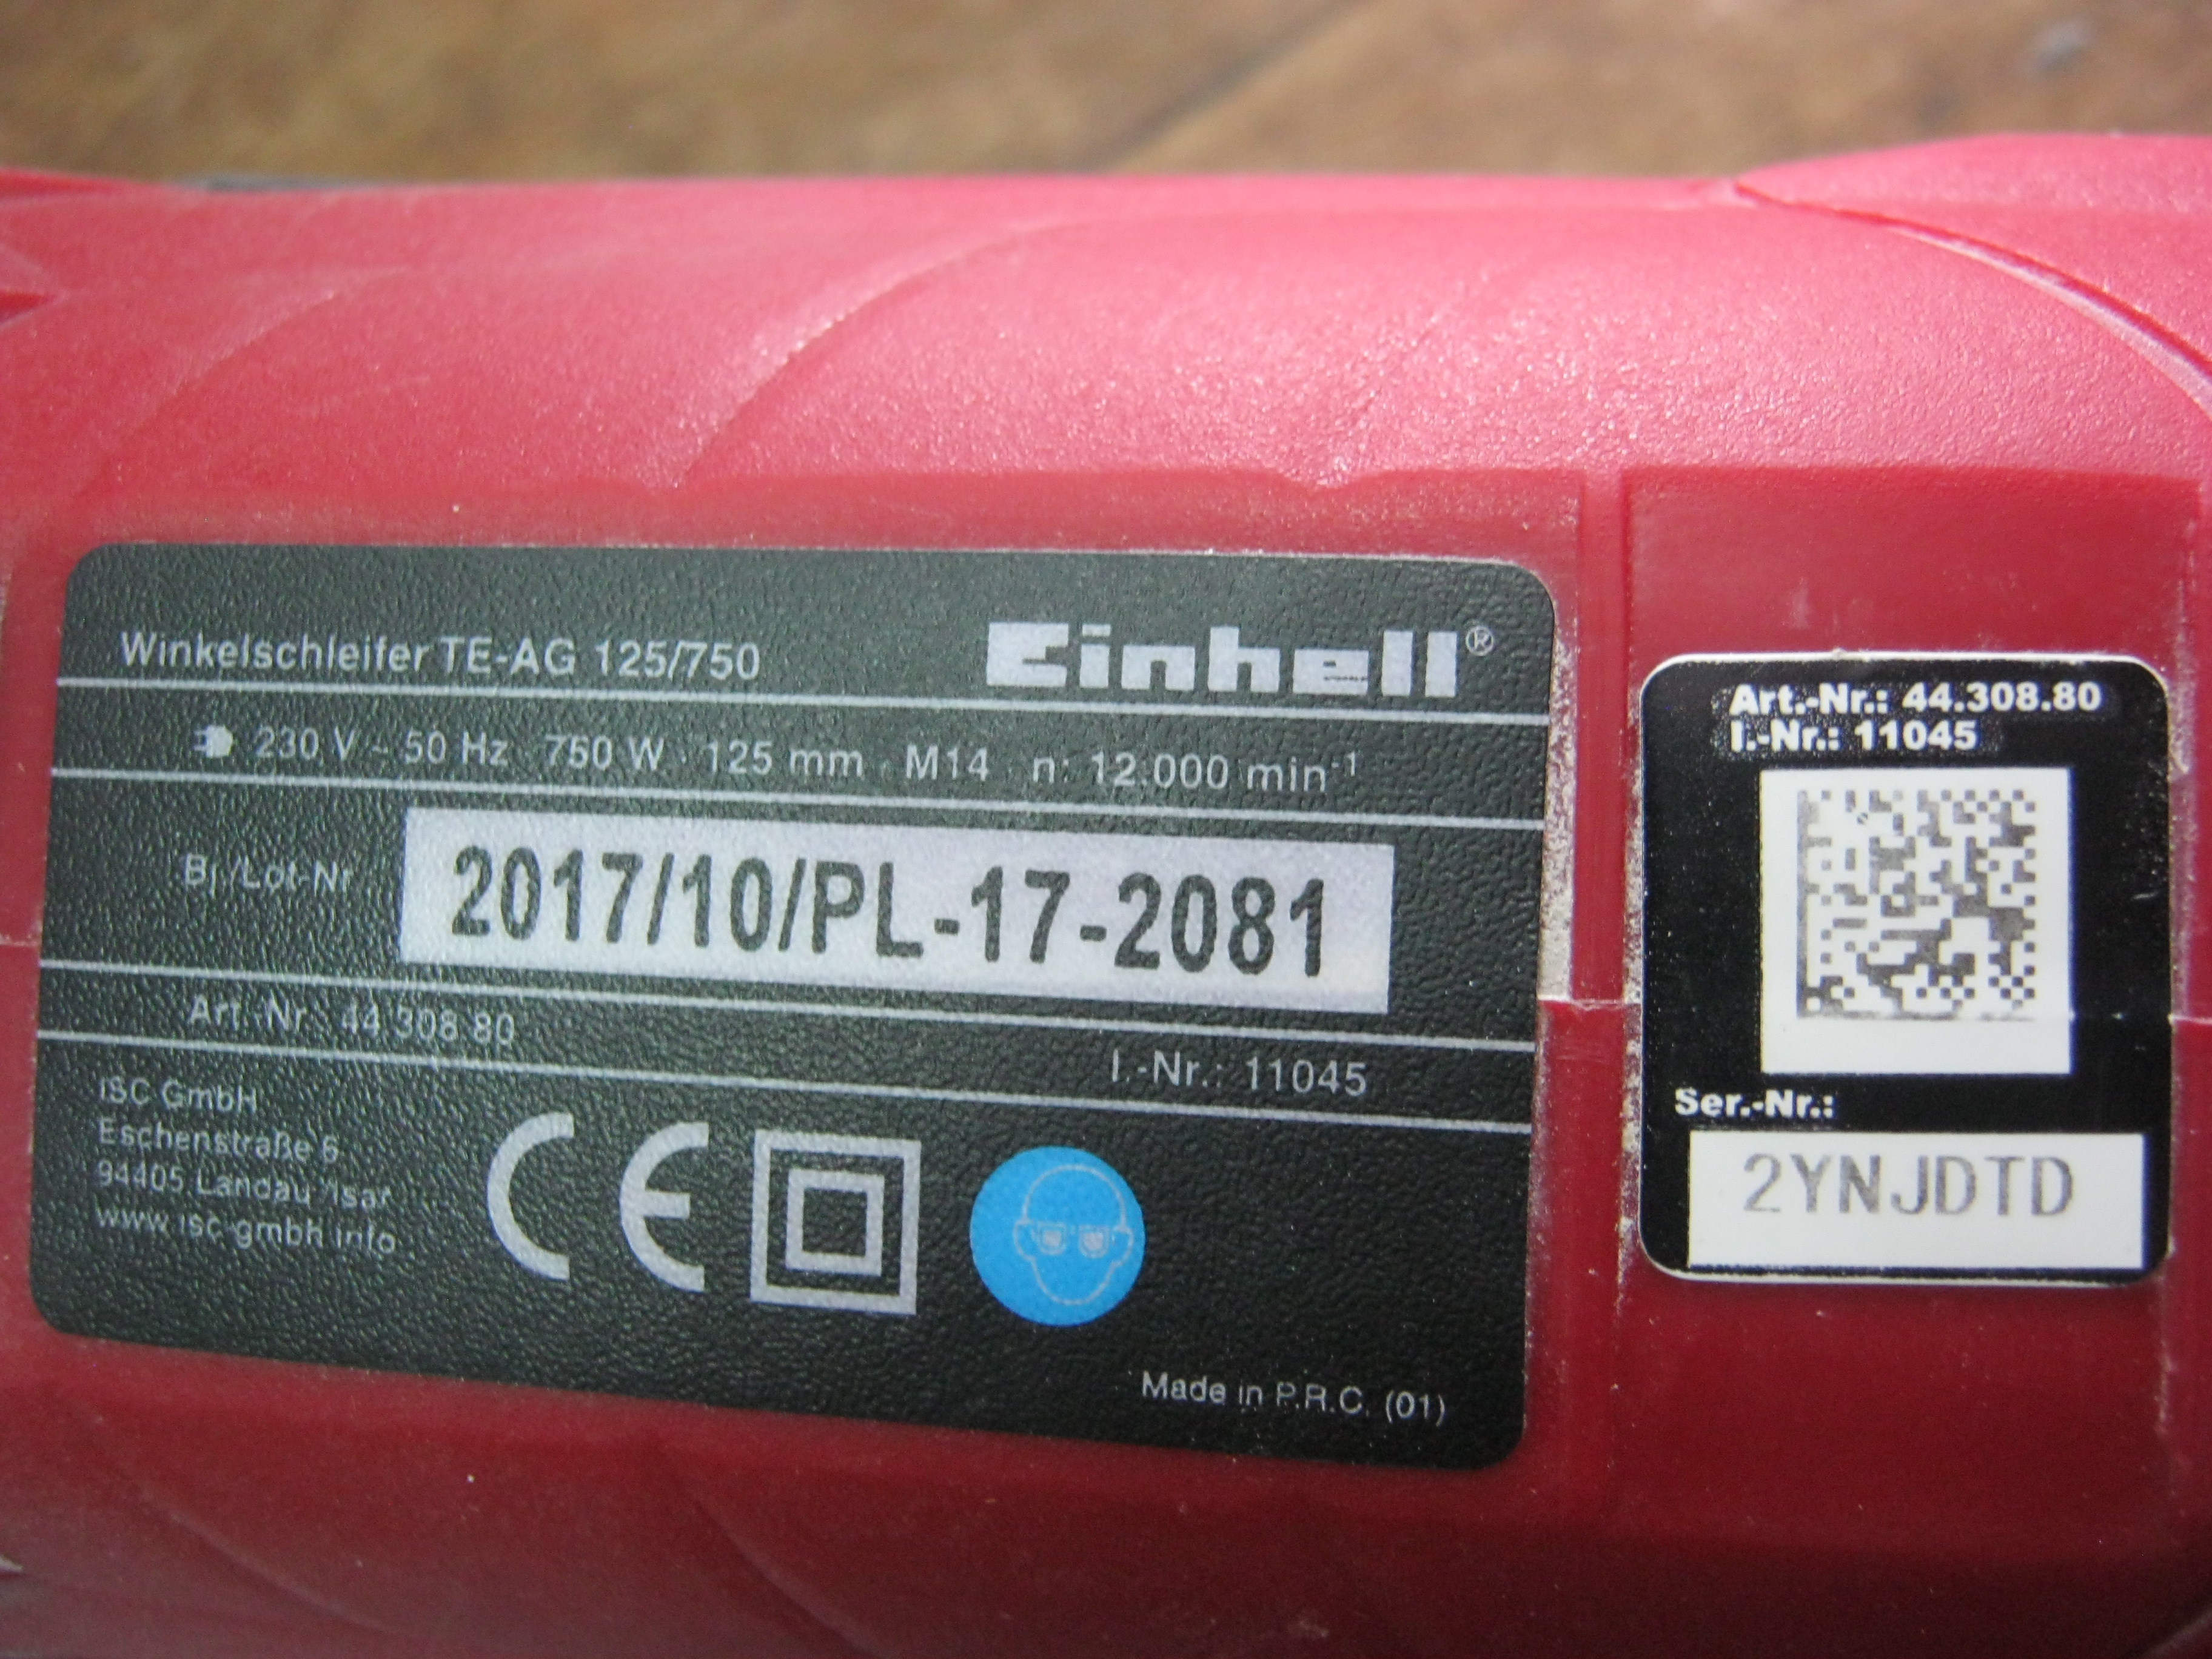 Winkelschleifer TE-AG 125/750
Einhell®
230 V ~ 50 Hz · 750 W · 125 mm · M14 · n: 12.000 min⁻¹
Bj./Lot-Nr.
2017/10/PL-17-2081
Art.-Nr.: 44.308.80
I.-Nr.: 11045
iSC GmbH
Eschenstraße 6
94405 Landau/Isar
www.isc-gmbh.info
CE
Made in P.R.C. (01)
Art.-Nr.: 44.308.80
I.-Nr.: 11045
Ser.-Nr.:
2YNJDTD